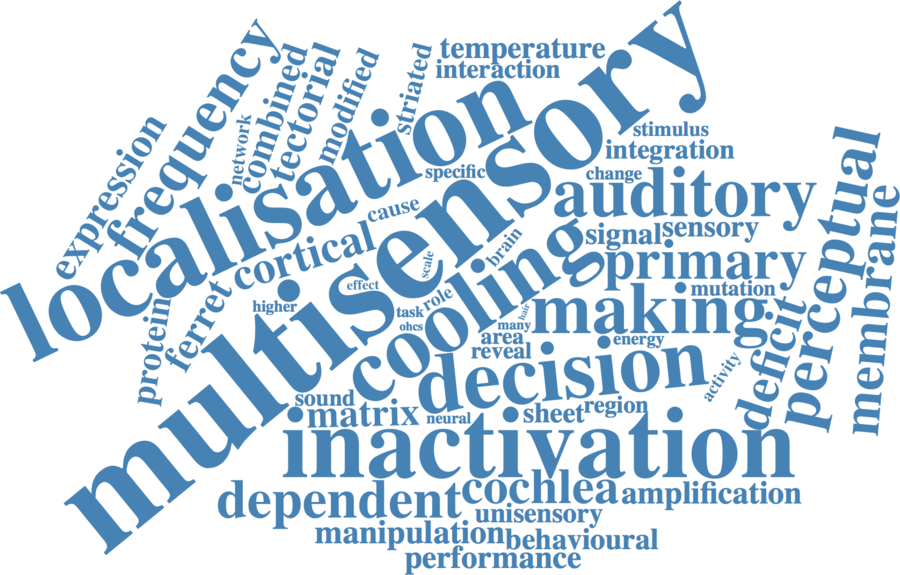 temperature
interaction
striated
modified
tectorial
combined
network
frequency
expression
localisation
multisensory
specific
stimulus
integration
change
auditory
signal
sensory
perceptual
membrane
cortical
cause
brain
scale
effect
cooling
primary
mutation
ferret
protein
higher
task
role
ohcs
hair
many
making
area
reveal
energy
deficit
activity
decision
sound
matrix
neural
sheet
region
inactivation
dependent
cochlea
amplification
unisensory
manipulation
behavioural
performance